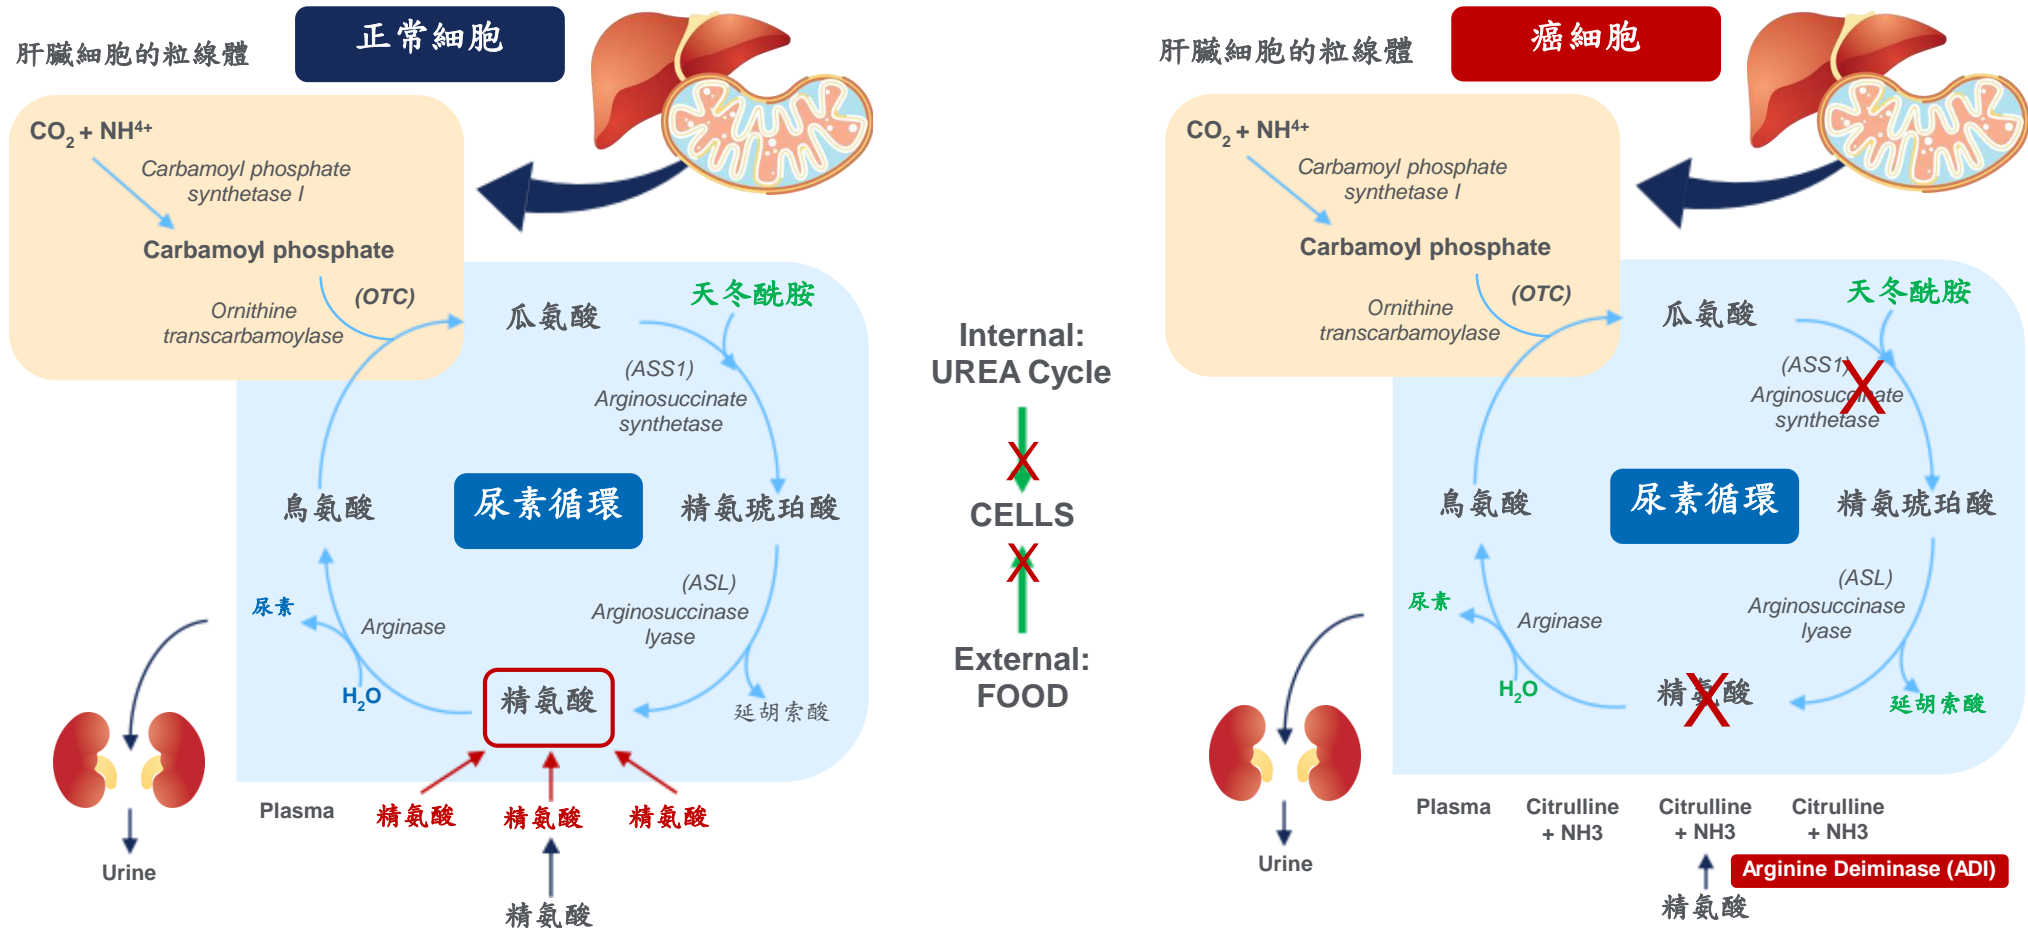 正常細胞
肝臟細胞的粒線體
CO2 + NH4+
Carbamoyl phosphate
synthetase I
Carbamoyl phosphate
(OTC)
Ornithine
transcarbamoylase
瓜氨酸
天冬酰胺
(ASS1)
Arginosuccinate
synthetase
鳥氨酸
尿素循環
精氨琥珀酸
(ASL)
Arginosuccinase
lyase
尿素
Arginase
H2O
精氨酸
延胡索酸
Plasma
精氨酸
精氨酸
精氨酸
Urine
精氨酸
Internal:
UREA Cycle
X
CELLS
X
External:
FOOD
癌細胞
肝臟細胞的粒線體
CO2 + NH4+
Carbamoyl phosphate
synthetase I
Carbamoyl phosphate
(OTC)
Ornithine
transcarbamoylase
瓜氨酸
天冬酰胺
(ASS1)
Arginosuccinate
synthetase
X
鳥氨酸
尿素循環
精氨琥珀酸
(ASL)
Arginosuccinase
lyase
尿素
Arginase
H2O
精氨酸
X
延胡索酸
Plasma
Citrulline
+ NH3
Citrulline
+ NH3
Citrulline
+ NH3
Urine
Arginine Deiminase (ADI)
精氨酸